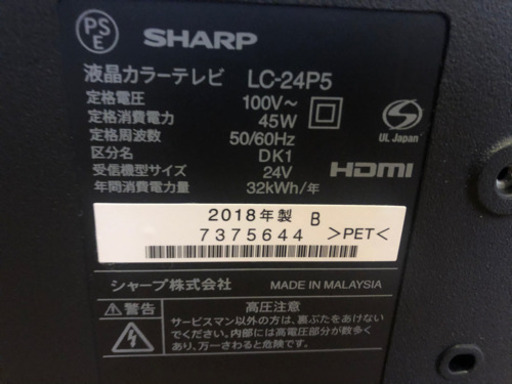 PSE SHARP
液晶カラーテレビ LC-24P5
定格電圧 100V～
定格消費電力 45W
定格周波数 50/60Hz
区分名 DK1
受信機型サイズ 24V
年間消費電力量 32kWh/年
S
UL Japan
HDMI
2018年製 B
7375644 >PET<
シャープ株式会社 MADE IN MALAYSIA
⚠警告 高圧注意
サービスマン以外の方は、裏ぶたをあけない
でください。内部には高電圧部分が数多く
あり、万一さわると危険です。